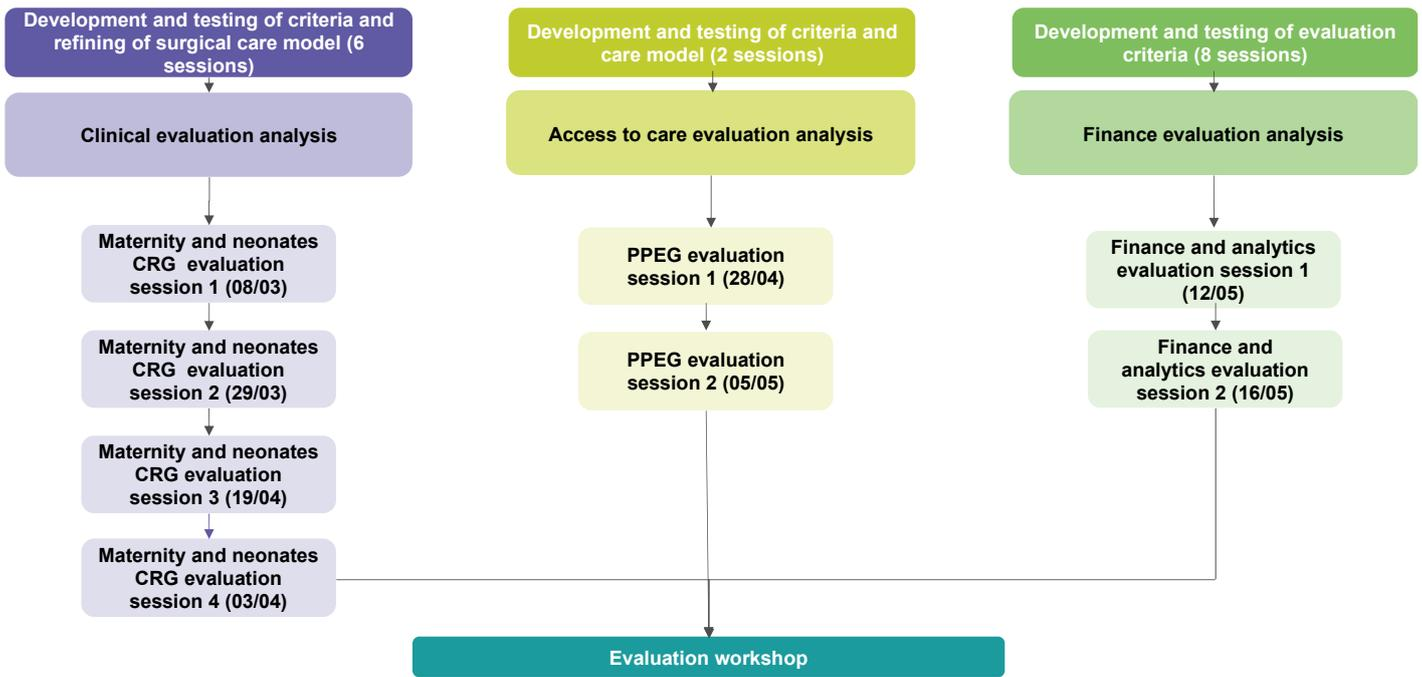 Development and testing of criteria and
refining of surgical care model (6
sessions)
Clinical evaluation analysis
Maternity and neonates
CRG evaluation
session 1 (08/03)
Maternity and neonates
CRG evaluation
session 2 (29/03)
Maternity and neonates
CRG evaluation
session 3 (19/04)
Maternity and neonates
CRG evaluation
session 4 (03/04)
Development and testing of criteria and
care model (2 sessions)
Access to care evaluation analysis
PPEG evaluation
session 1 (28/04)
PPEG evaluation
session 2 (05/05)
Development and testing of evaluation
criteria (8 sessions)
Finance evaluation analysis
Finance and analytics
evaluation session 1
(12/05)
Finance and
analytics evaluation
session 2 (16/05)
Evaluation workshop